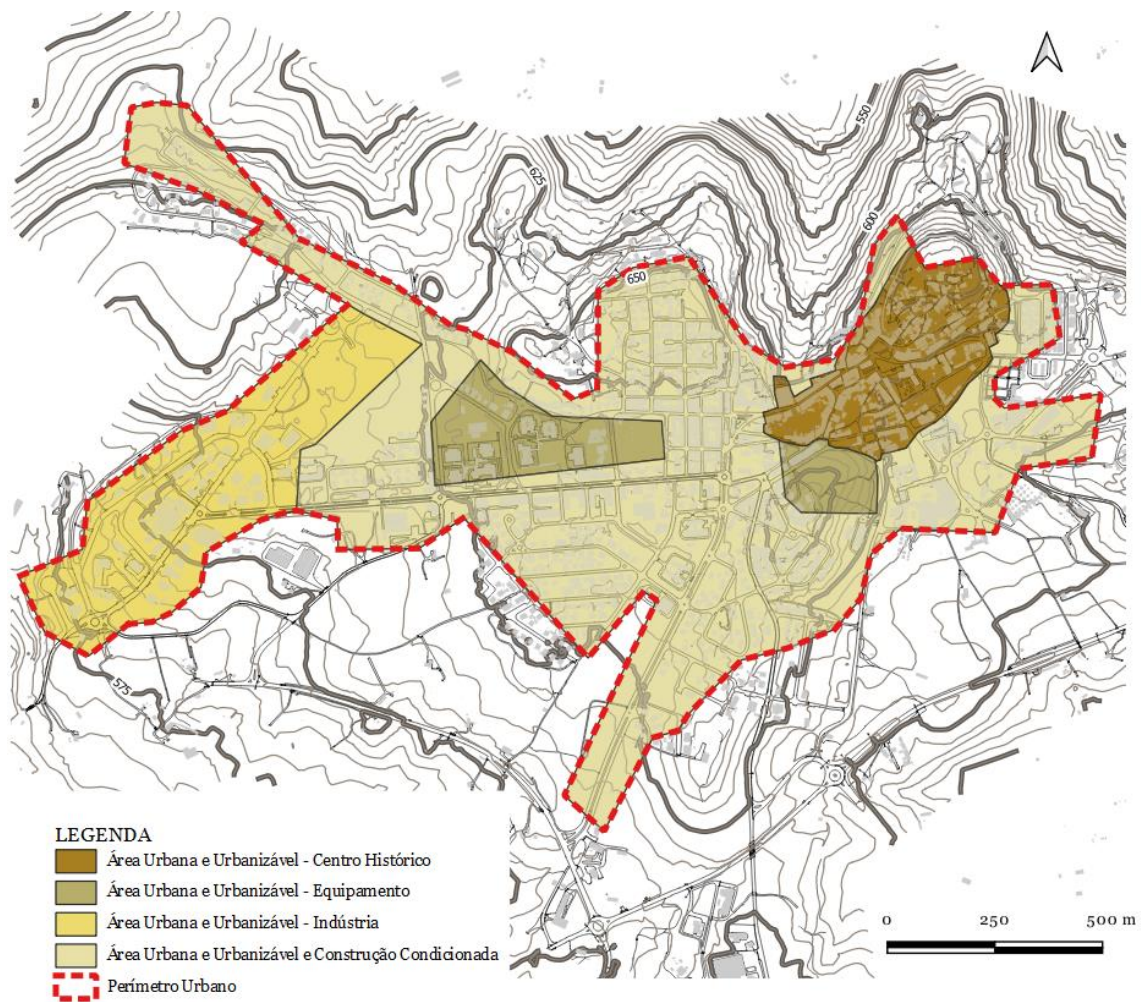 550
625
600
650
575
LEGENDA
Área Urbana e Urbanizável - Centro Histórico
Área Urbana e Urbanizável - Equipamento
Área Urbana e Urbanizável - Indústria
Área Urbana e Urbanizável e Construção Condicionada
Perímetro Urbano
0 250 500 m